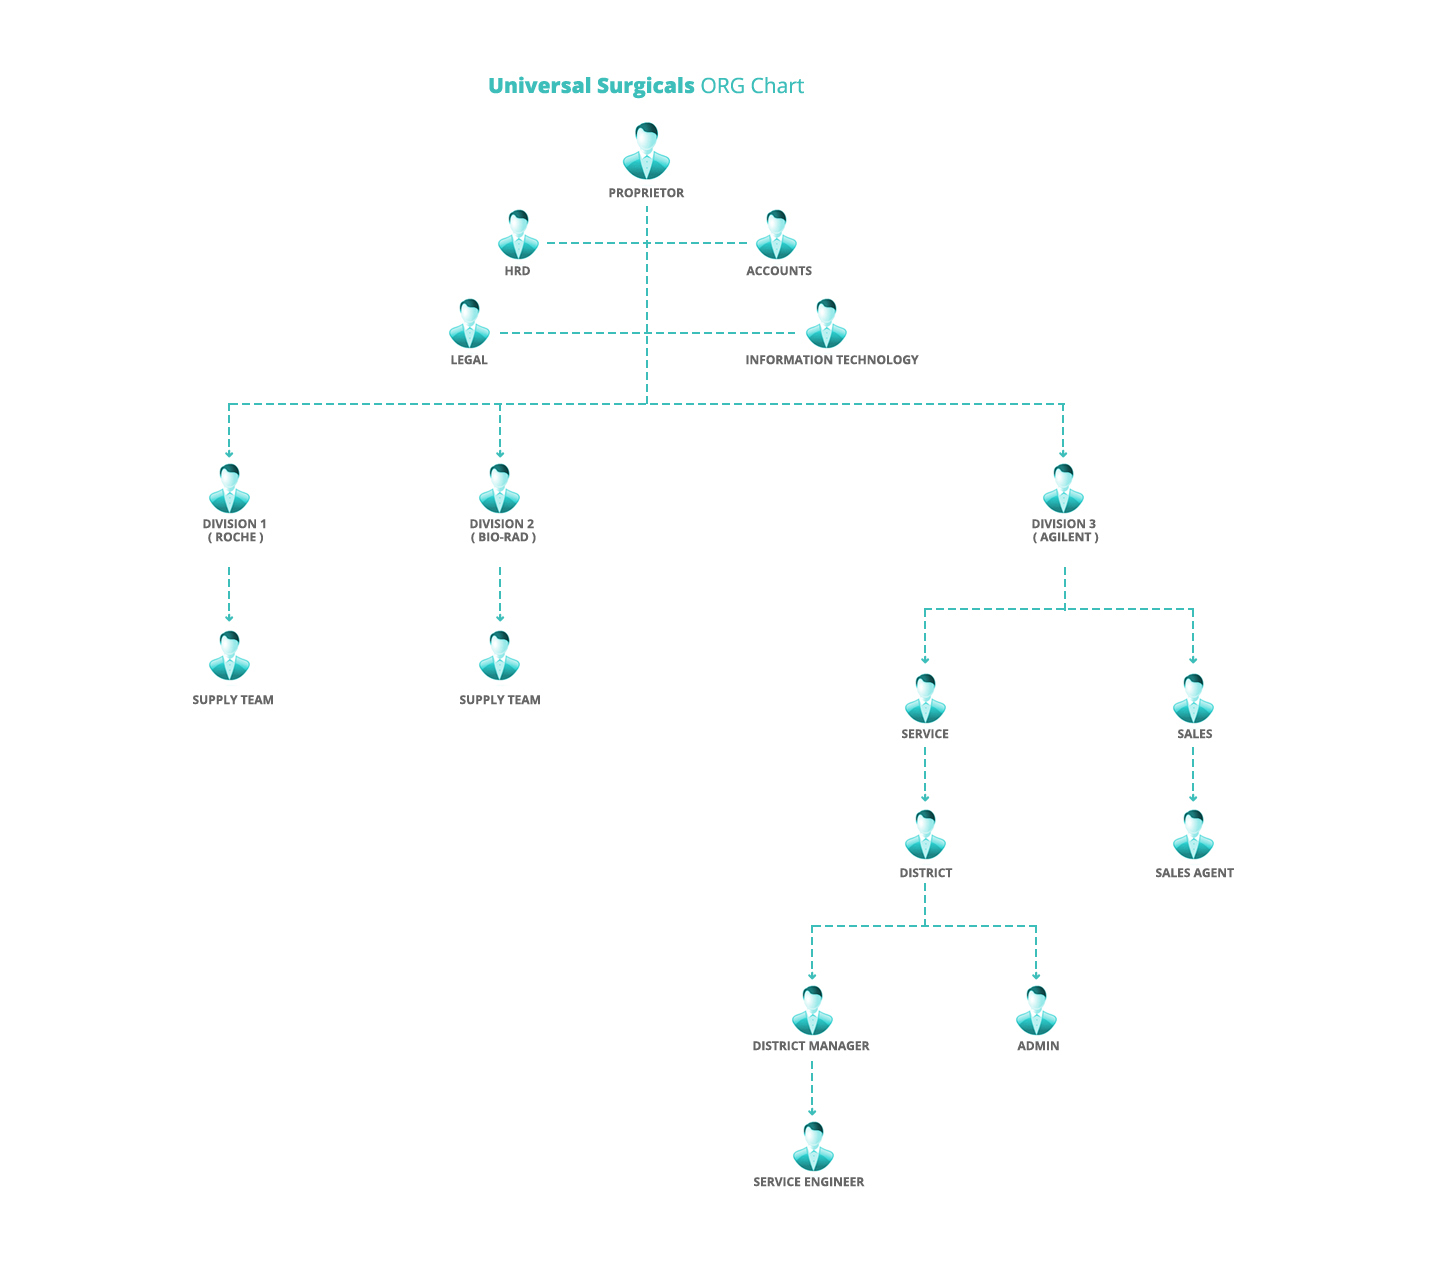 Universal Surgicals ORG Chart
PROPRIETOR
HRD
ACCOUNTS
LEGAL
INFORMATION TECHNOLOGY
DIVISION 1
( ROCHE )
DIVISION 2
( BIO-RAD )
DIVISION 3
( AGILENT )
SUPPLY TEAM
SUPPLY TEAM
SERVICE
SALES
DISTRICT
SALES AGENT
DISTRICT MANAGER
ADMIN
SERVICE ENGINEER